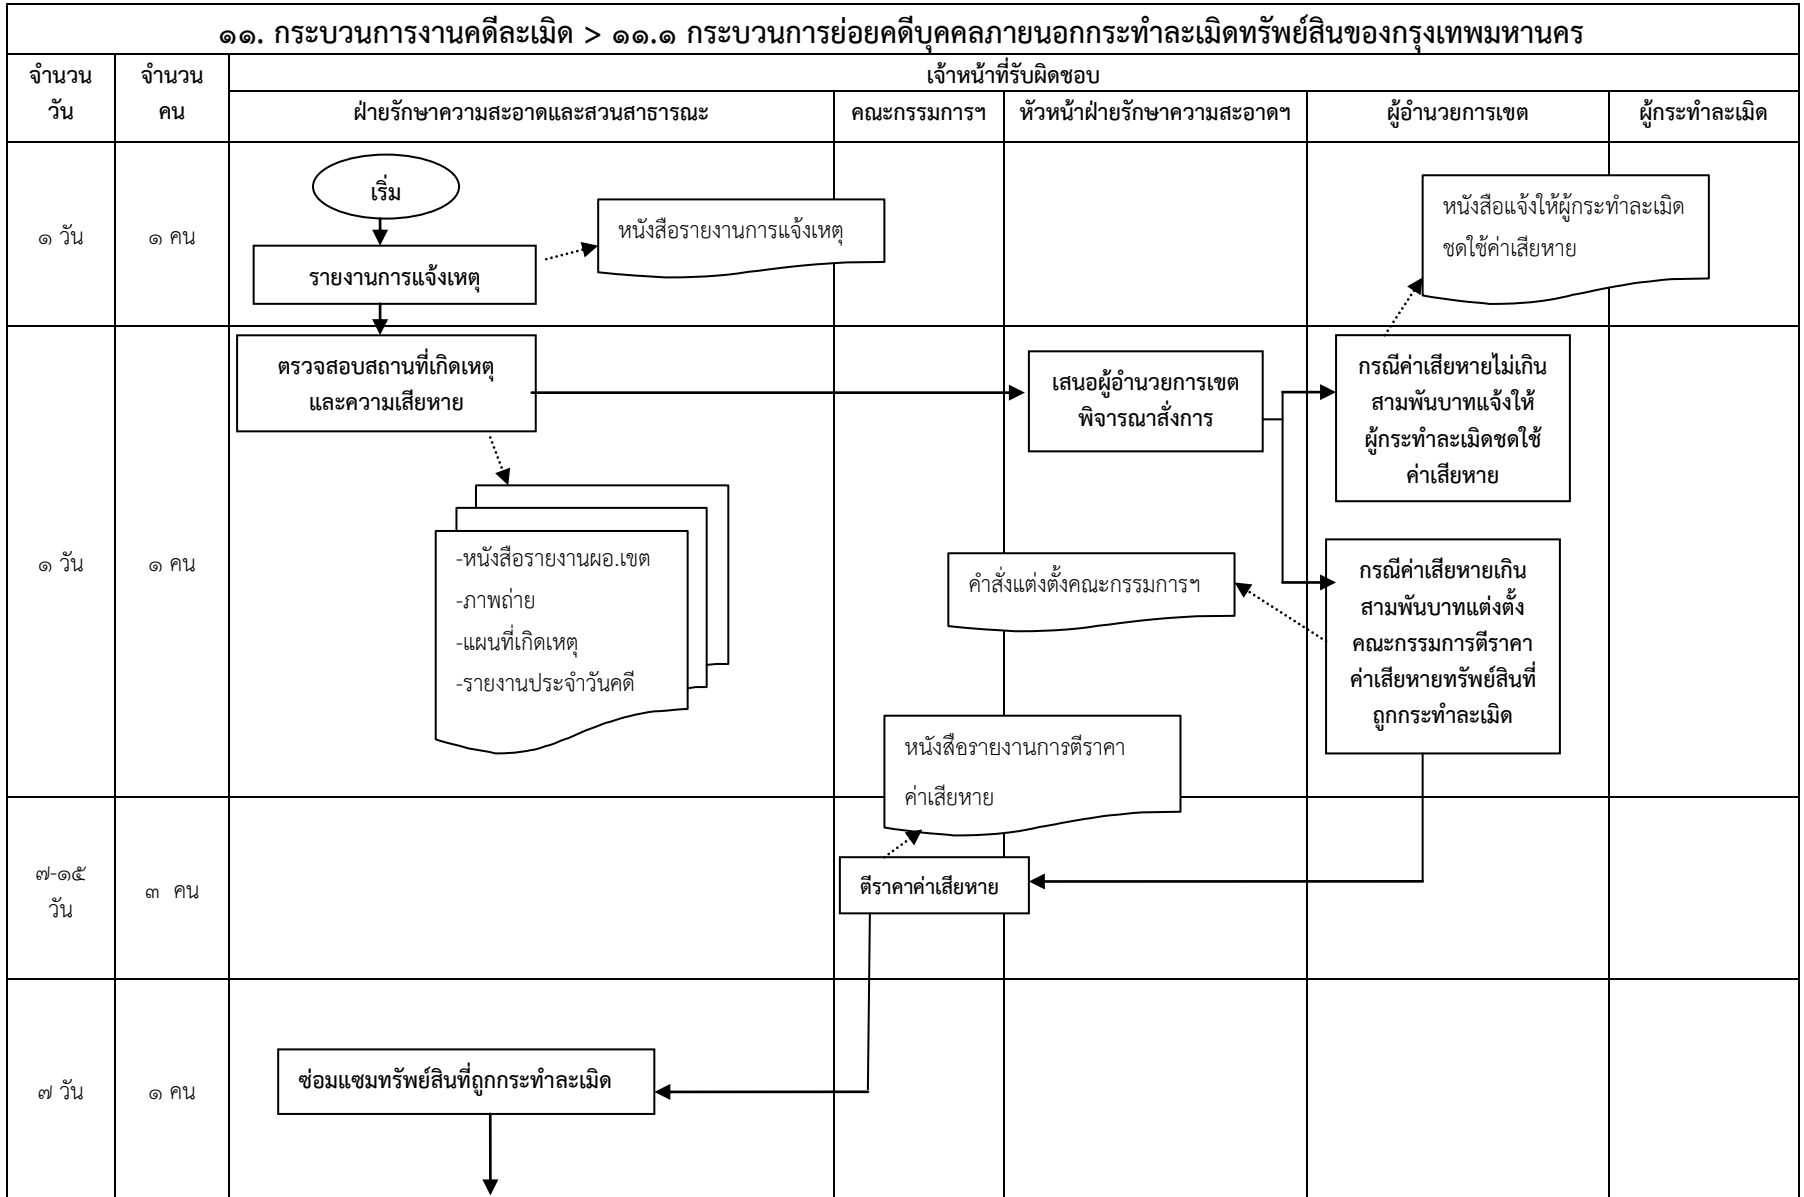 ๑๑. กระบวนการงานคดีละเมิด > ๑๑.๑ กระบวนการย่อยคดีบุคคลภายนอกกระทำละเมิดทรัพย์สินของกรุงเทพมหานคร
จำนวน
วัน
จำนวน
คน
เจ้าหน้าที่รับผิดชอบ
ฝ่ายรักษาความสะอาดและสวนสาธารณะ
คณะกรรมการฯ
หัวหน้าฝ่ายรักษาความสะอาดฯ
ผู้อำนวยการเขต
ผู้กระทำละเมิด
๑ วัน
๑ คน
เริ่ม
รายงานการแจ้งเหตุ
หนังสือรายงานการแจ้งเหตุ
หนังสือแจ้งให้ผู้กระทำละเมิด
ชดใช้ค่าเสียหาย
๑ วัน
๑ คน
ตรวจสอบสถานที่เกิดเหตุ
และความเสียหาย
เสนอผู้อำนวยการเขต
พิจารณาสั่งการ
กรณีค่าเสียหายไม่เกิน
สามพันบาทแจ้งให้
ผู้กระทำละเมิดชดใช้
ค่าเสียหาย
-หนังสือรายงานผอ.เขต
-ภาพถ่าย
-แผนที่เกิดเหตุ
-รายงานประจำวันคดี
คำสั่งแต่งตั้งคณะกรรมการฯ
กรณีค่าเสียหายเกิน
สามพันบาทแต่งตั้ง
คณะกรรมการตีราคา
ค่าเสียหายทรัพย์สินที่
ถูกกระทำละเมิด
หนังสือรายงานการตีราคา
ค่าเสียหาย
๗-๑๕
วัน
๓ คน
ตีราคาค่าเสียหาย
๗ วัน
๑ คน
ซ่อมแซมทรัพย์สินที่ถูกกระทำละเมิด